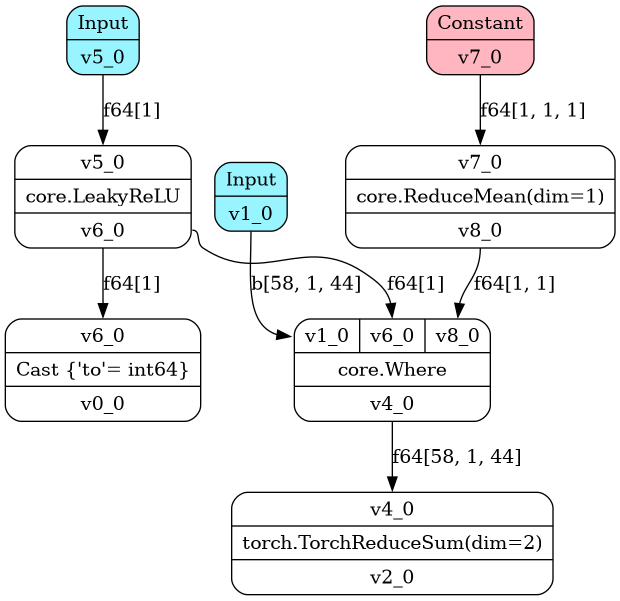 Input
v5_0
Constant
v7_0
f64[1]
f64[1, 1, 1]
v5_0
core.LeakyReLU
v6_0
Input
v1_0
v7_0
core.ReduceMean(dim=1)
v8_0
f64[1]
b[58, 1, 44]
f64[1]
f64[1, 1]
v6_0
Cast {'to'= int64}
v0_0
v1_0
v6_0
v8_0
core.Where
v4_0
f64[58, 1, 44]
v4_0
torch.TorchReduceSum(dim=2)
v2_0